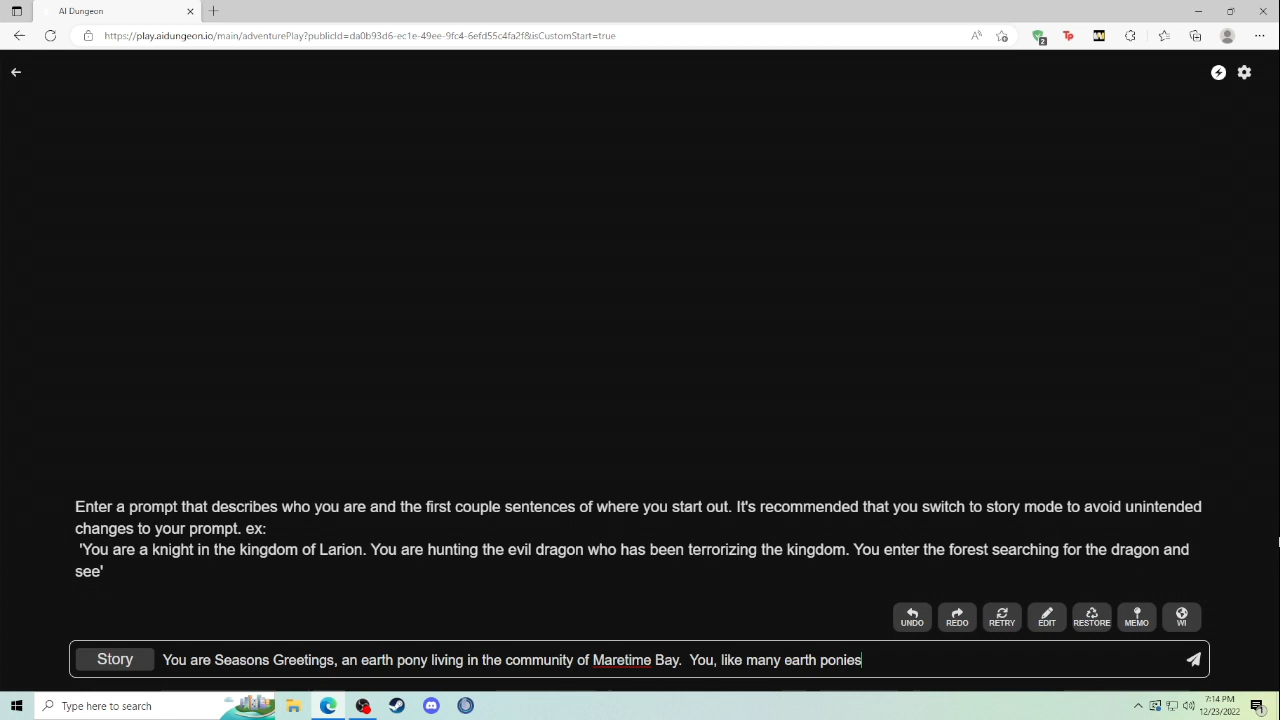 AI Dungeon
https://play.aidungeon.io/main/adventurePlay?publicId=da0b93d6-ec1e-49ee-9fc4-6efd55c4fa2f&isCustomStart=true
2
Tp
Enter a prompt that describes who you are and the first couple sentences of where you start out. It's recommended that you switch to story mode to avoid unintended
changes to your prompt. ex:
'You are a knight in the kingdom of Larion. You are hunting the evil dragon who has been terrorizing the kingdom. You enter the forest searching for the dragon and
see'
UNDO REDO RETRY EDIT RESTORE MEMO WI
Story You are Seasons Greetings, an earth pony living in the community of Maretime Bay.  You, like many earth ponies
Type here to search
7:14 PM
12/23/2022
1